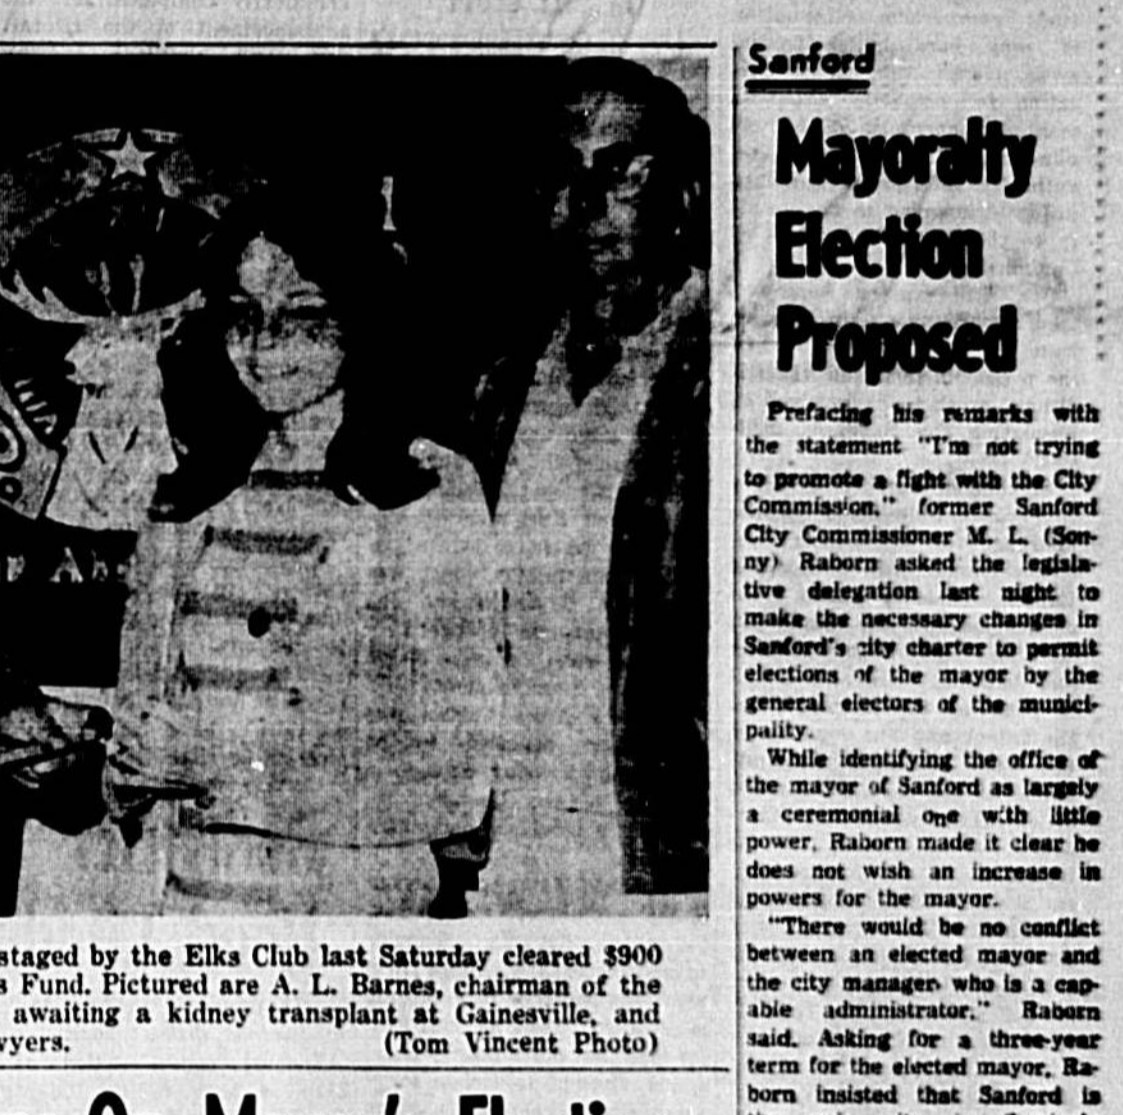 staged by the Elks Club last Saturday cleared $900
s Fund. Pictured are A. L. Barnes, chairman of the
awaiting a kidney transplant at Gainesville, and
wyers. (Tom Vincent Photo)
Sanford
Mayoralty
Election
Proposed
Prefacing his remarks with
the statement "I'm not trying
to promote a fight with the City
Commission," former Sanford
City Commissioner M. L. (Son-
ny) Raborn asked the legisla-
tive delegation last night to
make the necessary changes in
Sanford's city charter to permit
elections of the mayor by the
general electors of the munici-
pality.
While identifying the office of
the mayor of Sanford as largely
a ceremonial one with little
power, Raborn made it clear he
does not wish an increase in
powers for the mayor.
"There would be no conflict
between an elected mayor and
the city manager who is a cap-
able administrator," Raborn
said. Asking for a three-year
term for the elected mayor, Ra-
born insisted that Sanford is